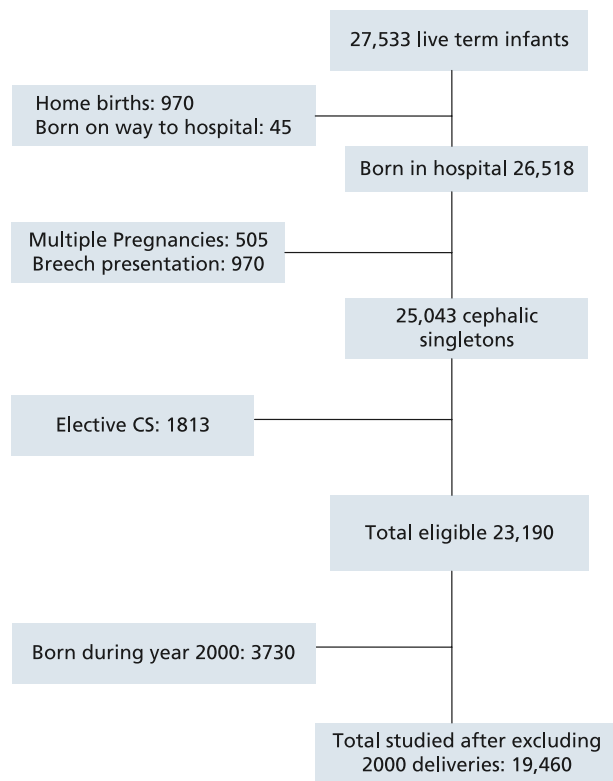 27,533 live term infants
Home births: 970
Born on way to hospital: 45
Born in hospital 26,518
Multiple Pregnancies: 505
Breech presentation: 970
25,043 cephalic
singletons
Elective CS: 1813
Total eligible 23,190
Born during year 2000: 3730
Total studied after excluding
2000 deliveries: 19,460